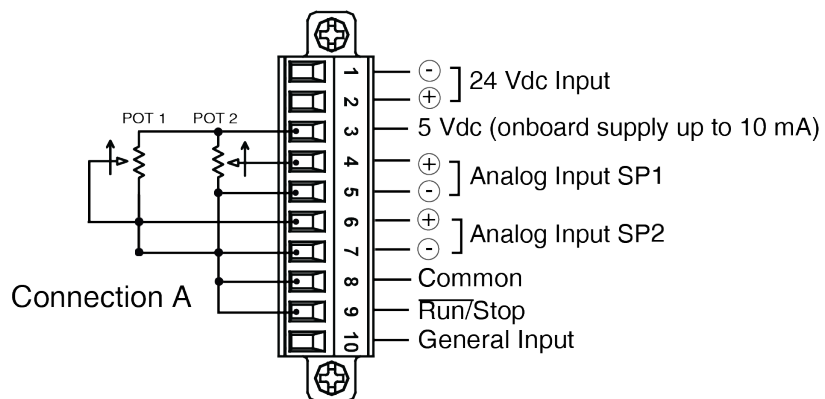 POT 1 POT 2
1 - 24 Vdc Input
2 +
3 5 Vdc (onboard supply up to 10 mA)
4 + Analog Input SP1
5 -
6 + Analog Input SP2
7 -
8 Common
9 Run/Stop
10 General Input
Connection A